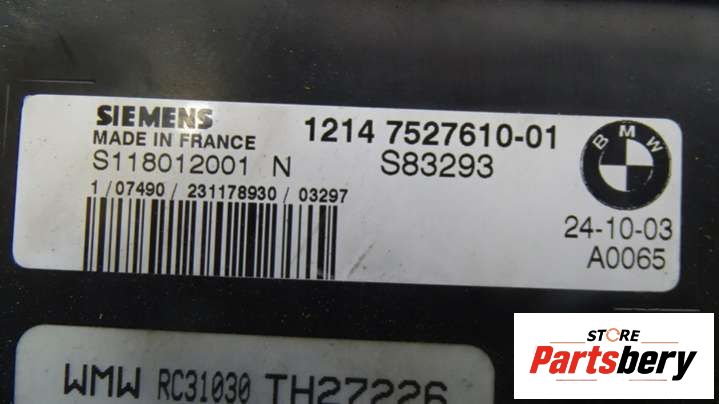 SIEMENS
MADE IN FRANCE
1214 7527610-01
S118012001 N
S83293
BMW
1/07490/231178930/03297
24-10-03
A0065
WMW RC31030 TH27226
STORE
Partsbery